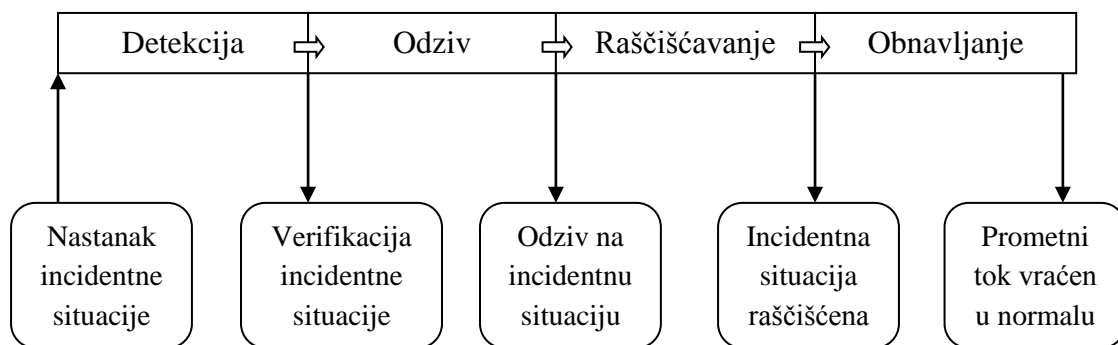 Detekcija
Odziv
Raščišćavanje
Obnavljanje
Nastanak
incidentne
situacije
Verifikacija
incidentne
situacije
Odziv na
incidentnu
situaciju
Incidentna
situacija
raščišćena
Prometni
tok vraćen
u normalu